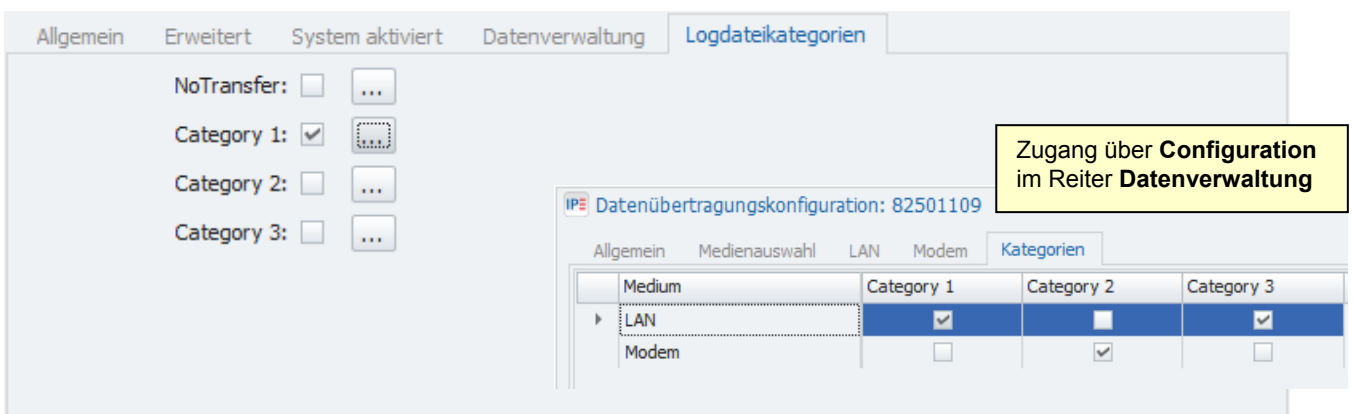 Allgemein Erweitert System aktiviert Datenverwaltung Logdateikategorien
NoTransfer: ...
Category 1: ...
Category 2: ...
Category 3: ...
Zugang über Configuration
im Reiter Datenverwaltung
IPE Datenübertragungskonfiguration: 82501109
Allgemein Medienauswahl LAN Modem Kategorien
Medium Category 1 Category 2 Category 3
LAN
Modem